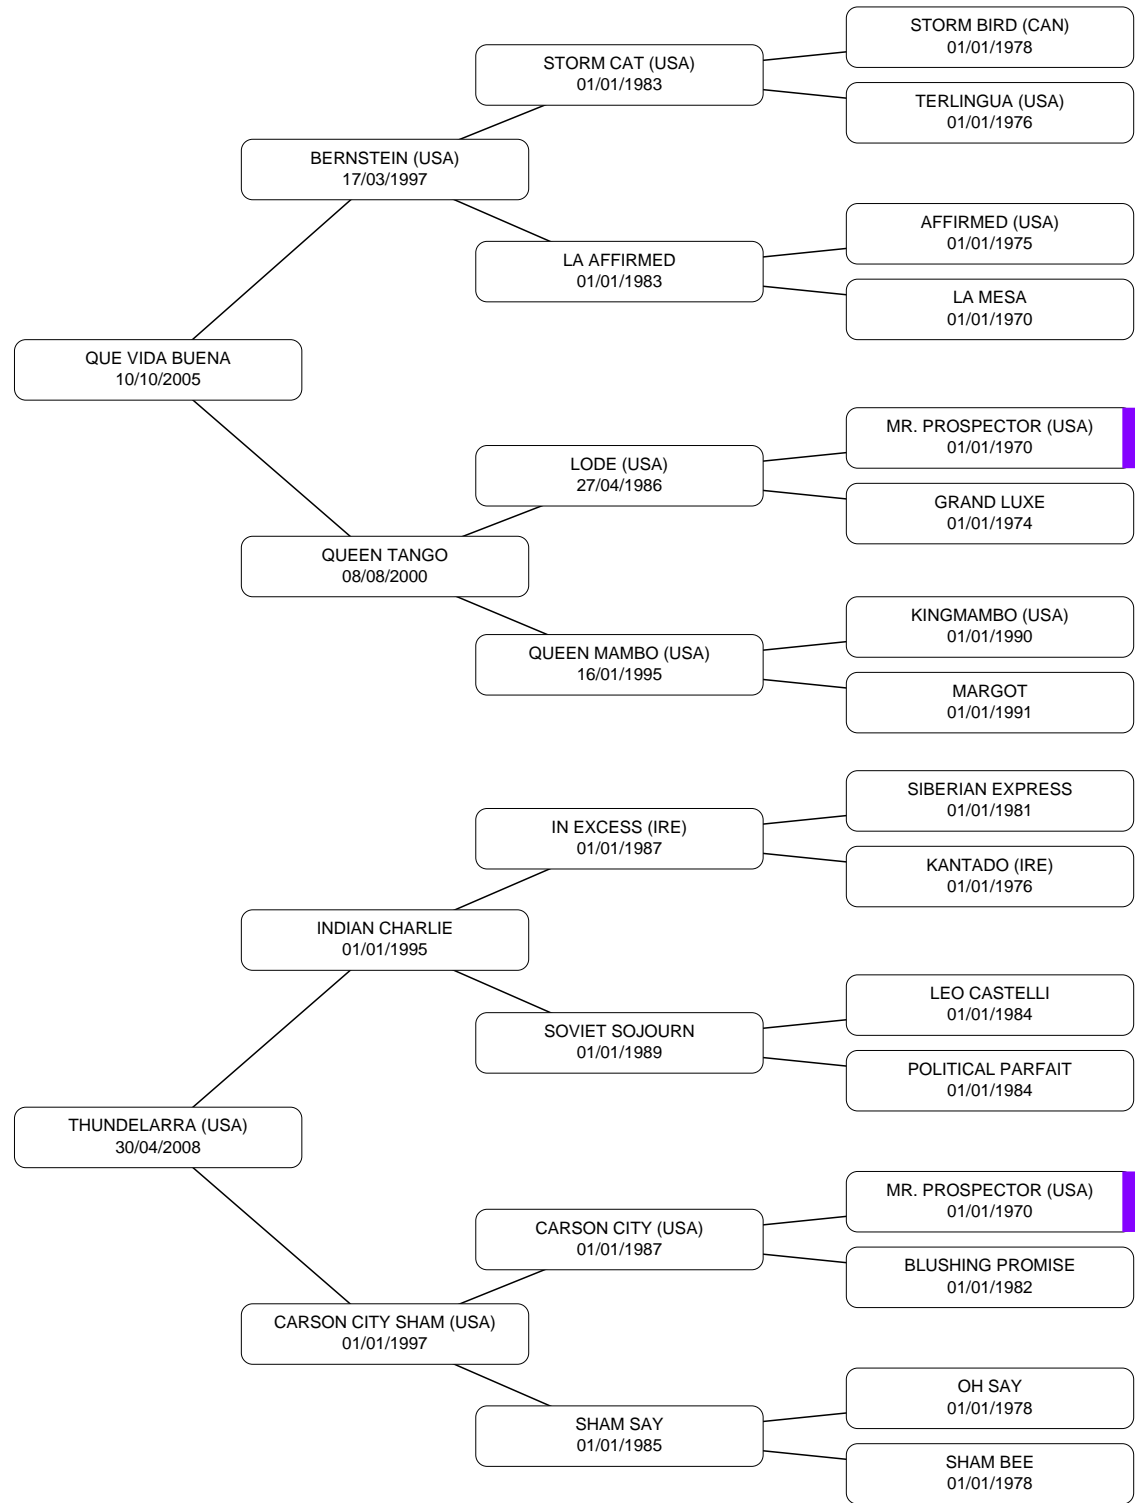 STORM BIRD (CAN)
01/01/1978
STORM CAT (USA)
01/01/1983
TERLINGUA (USA)
01/01/1976
BERNSTEIN (USA)
17/03/1997
AFFIRMED (USA)
01/01/1975
LA AFFIRMED
01/01/1983
LA MESA
01/01/1970
QUE VIDA BUENA
10/10/2005
MR. PROSPECTOR (USA)
01/01/1970
LODE (USA)
27/04/1986
GRAND LUXE
01/01/1974
QUEEN TANGO
08/08/2000
KINGMAMBO (USA)
01/01/1990
QUEEN MAMBO (USA)
16/01/1995
MARGOT
01/01/1991
SIBERIAN EXPRESS
01/01/1981
IN EXCESS (IRE)
01/01/1987
KANTADO (IRE)
01/01/1976
INDIAN CHARLIE
01/01/1995
LEO CASTELLI
01/01/1984
SOVIET SOJOURN
01/01/1989
POLITICAL PARFAIT
01/01/1984
THUNDELARRA (USA)
30/04/2008
MR. PROSPECTOR (USA)
01/01/1970
CARSON CITY (USA)
01/01/1987
BLUSHING PROMISE
01/01/1982
CARSON CITY SHAM (USA)
01/01/1997
OH SAY
01/01/1978
SHAM SAY
01/01/1985
SHAM BEE
01/01/1978